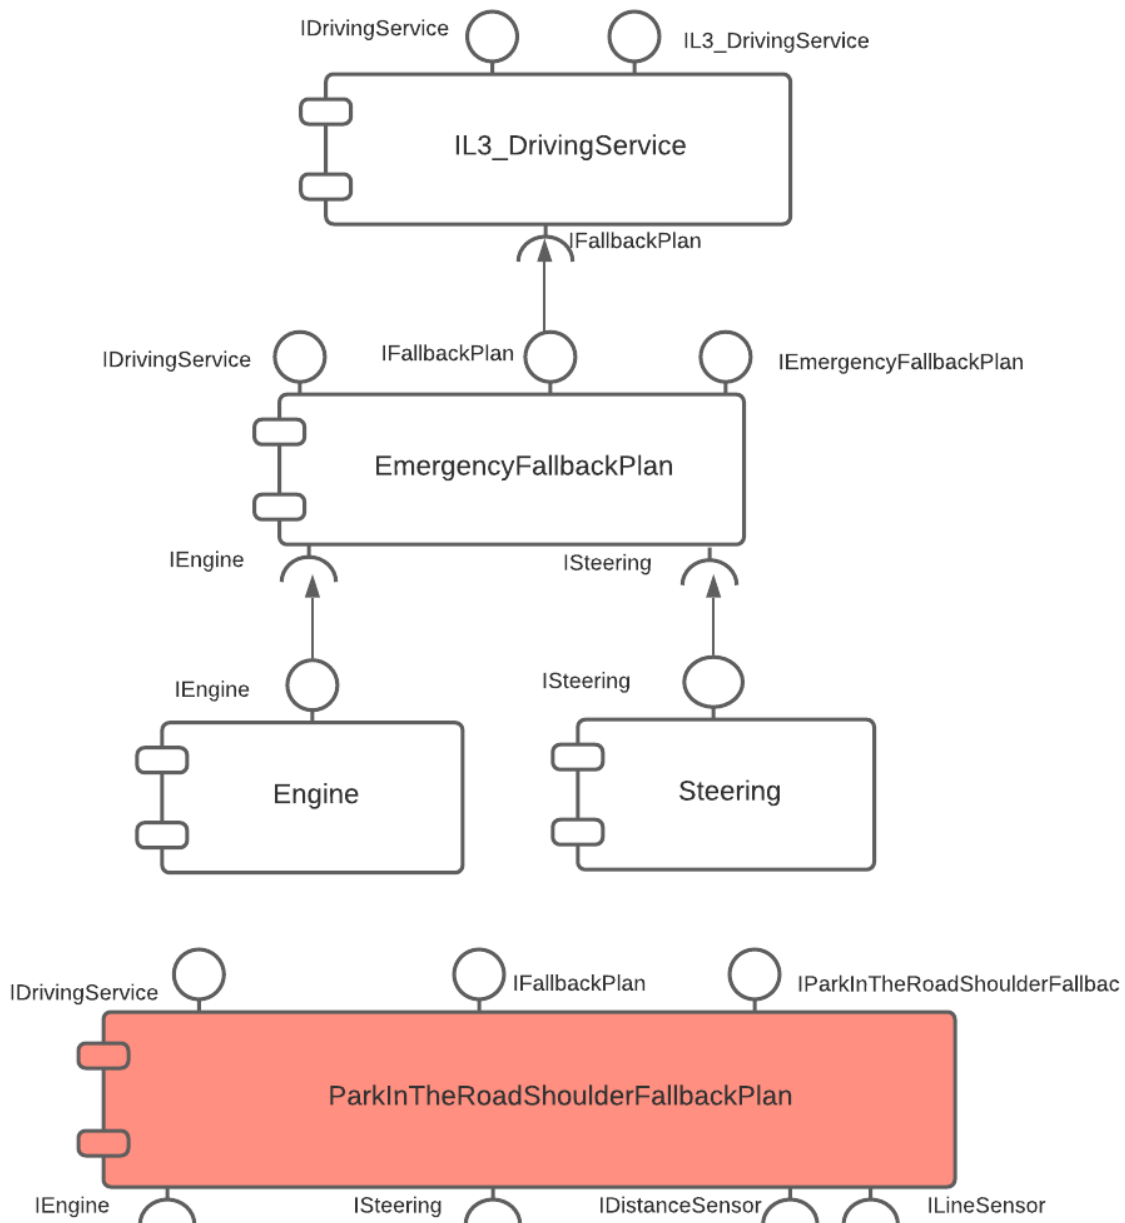 IDrivingService
IL3_DrivingService
IL3_DrivingService
IFallbackPlan
IDrivingService
IFallbackPlan
IEmergencyFallbackPlan
EmergencyFallbackPlan
IEngine
ISteering
IEngine
ISteering
Engine
Steering
IDrivingService
IFallbackPlan
IParkInTheRoadShoulderFallbac
ParkInTheRoadShoulderFallbackPlan
IEngine
ISteering
IDistanceSensor
ILineSensor